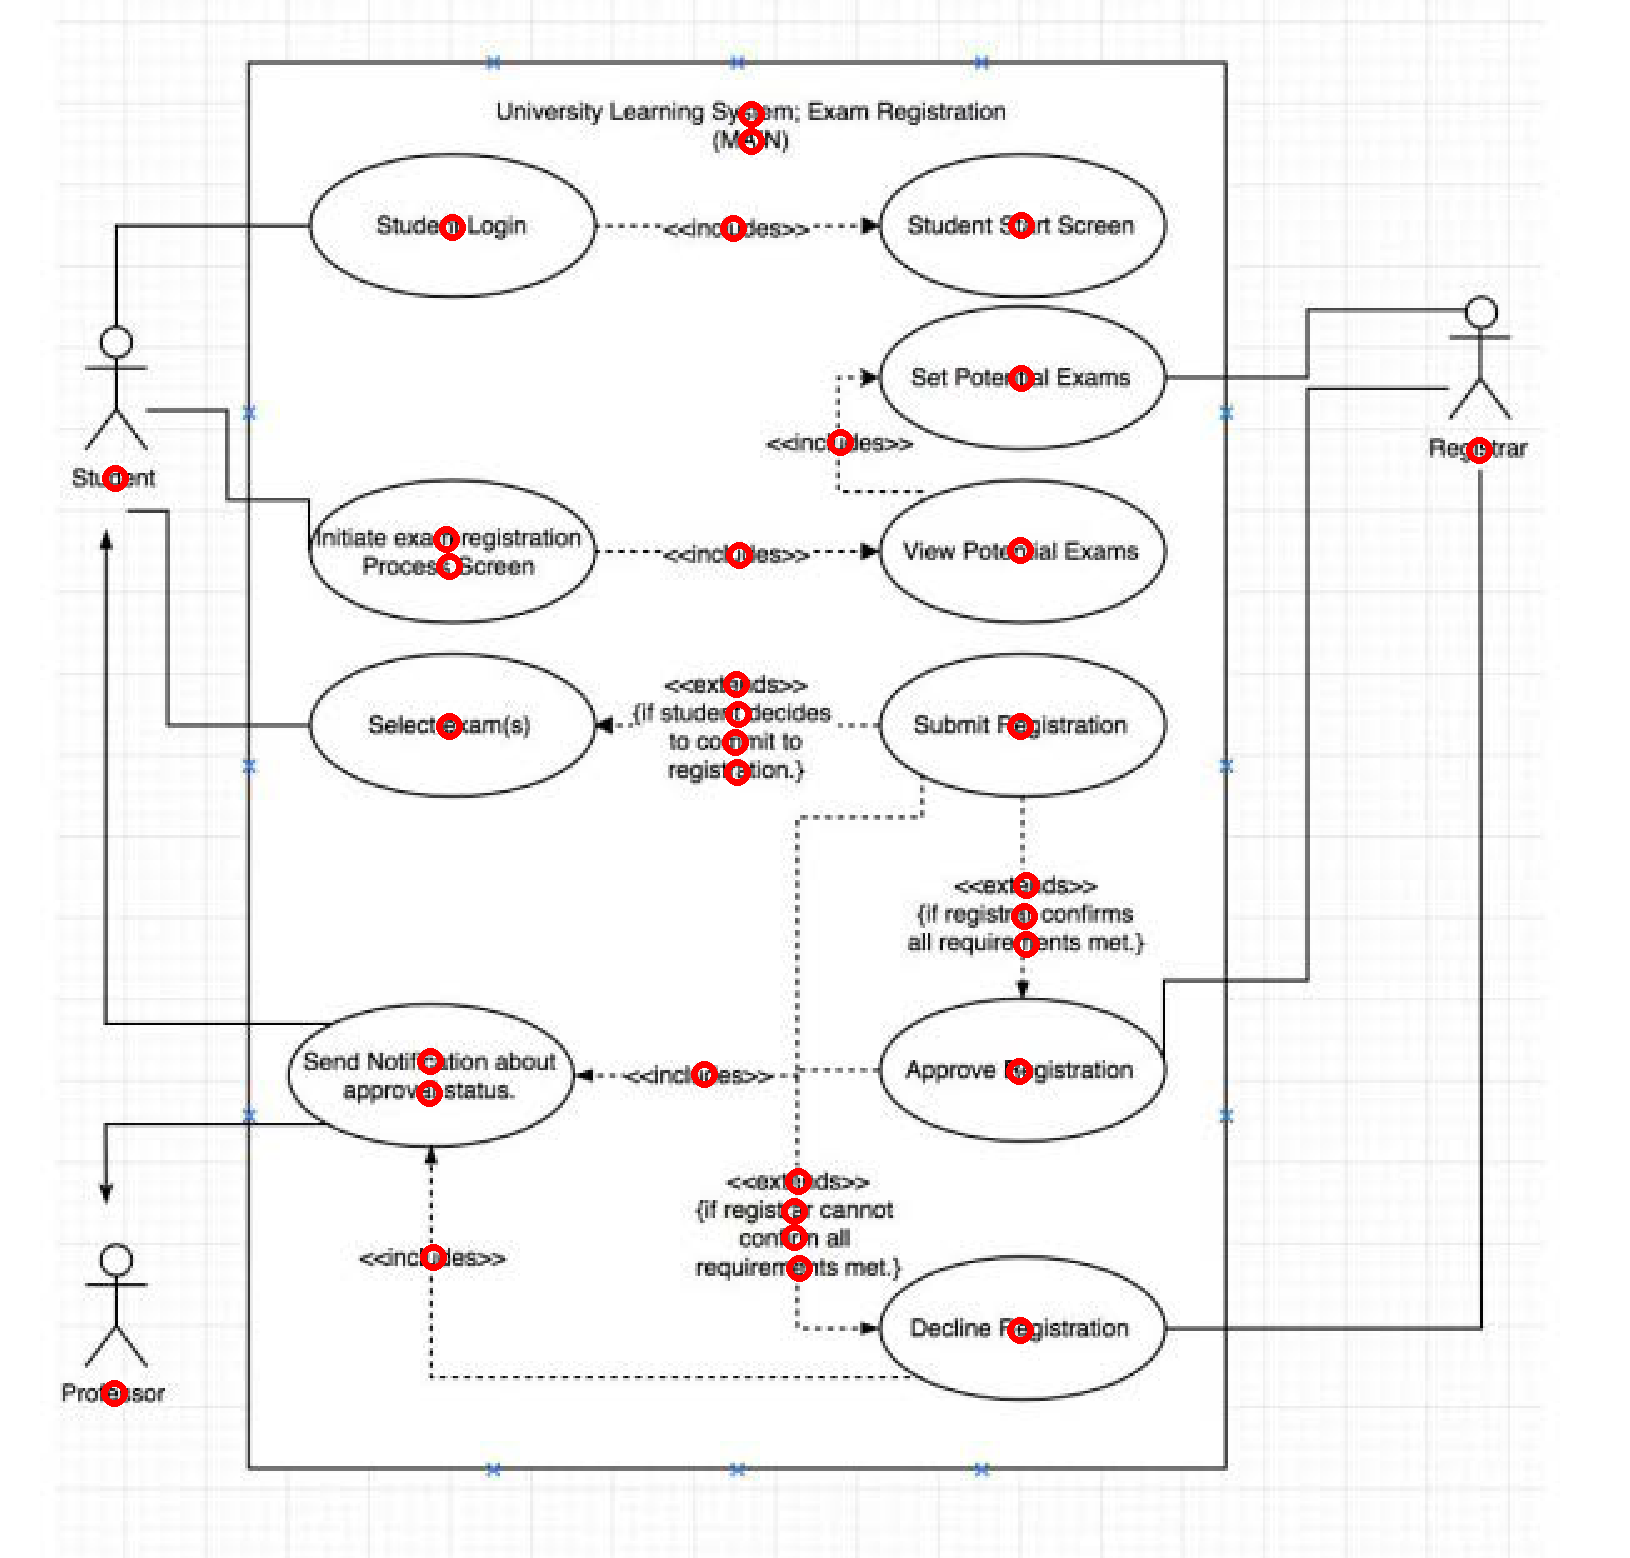 University Learning System; Exam Registration
(MAIN)
Student Login
<<includes>>
Student Start Screen
Set Potential Exams
<<includes>>
Registrar
Student
Initiate exam registration
Process Screen
<<includes>>
View Potential Exams
Select exam(s)
<<extends>>
{if student decides
to commit to
registration.}
Submit Registration
<<extends>>
{if registrar confirms
all requirements met.}
Send Notification about
approval status.
<<includes>>
Approve Registration
<<extends>>
{if registrar cannot
confirm all
requirements met.}
<<includes>>
Decline Registration
Professor